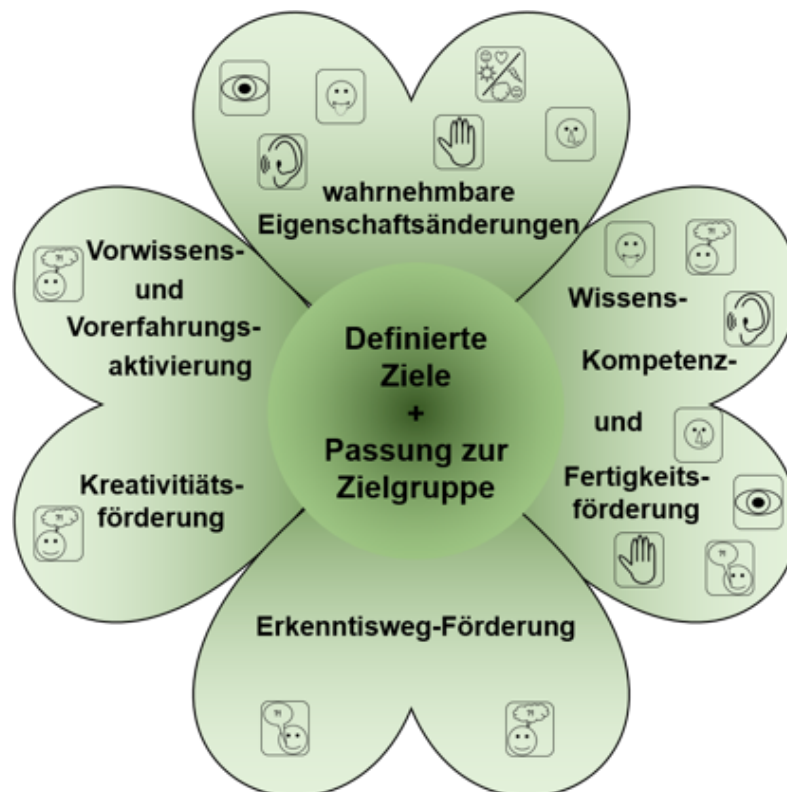 wahrnehmbare
Eigenschaftsänderungen
Vorwissens-
und
Vorerfahrungs-
aktivierung
Wissens-
Kompetenz-
und
Fertigkeits-
förderung
Definierte
Ziele
+
Passung zur
Zielgruppe
Kreativitiäts-
förderung
Erkenntisweg-Förderung
?!
?!
?!
?!
?!
?!